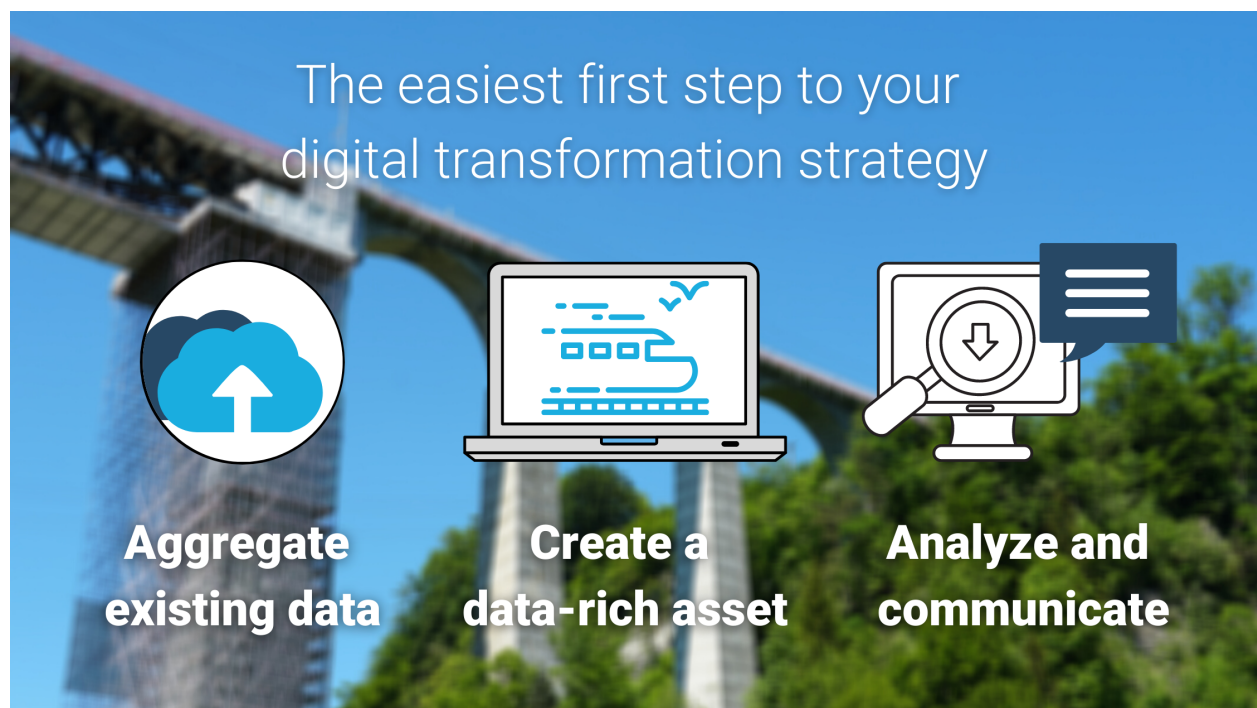 The easiest first step to your
digital transformation strategy
Aggregate
existing data
Create a
data-rich asset
Analyze and
communicate